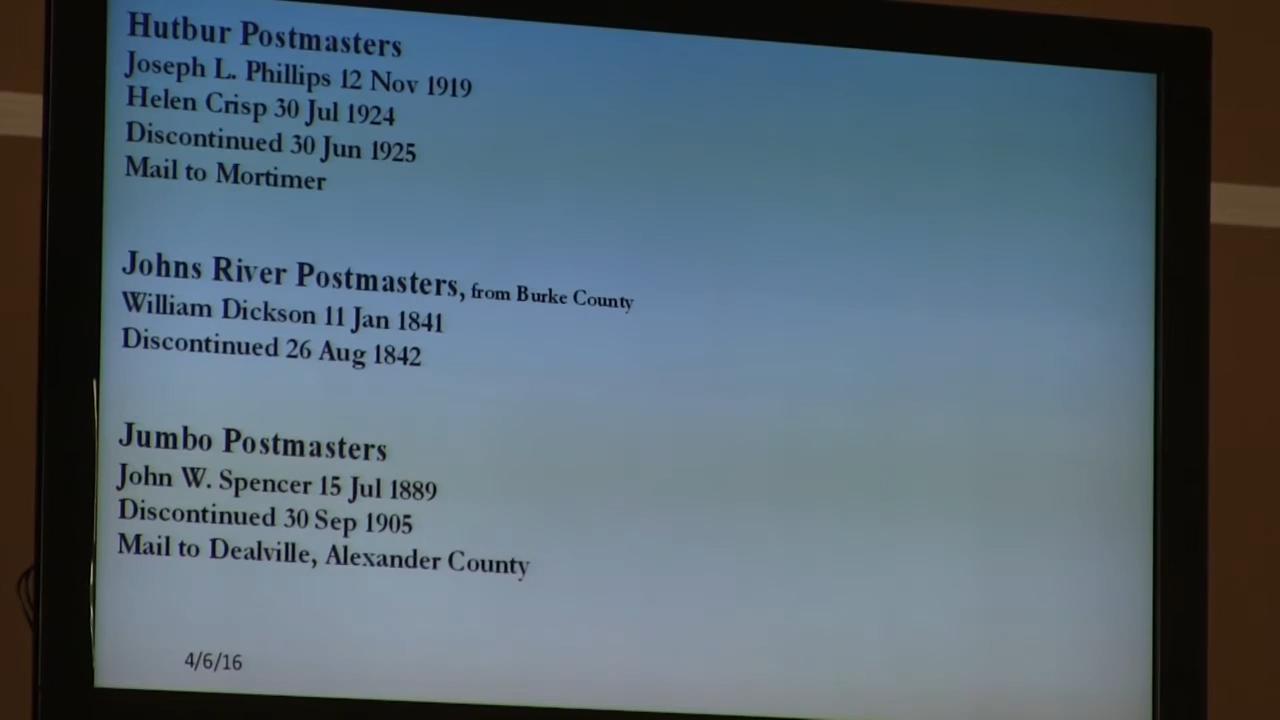 Hutbur Postmasters
Joseph L. Phillips 12 Nov 1919
Helen Crisp 30 Jul 1924
Discontinued 30 Jun 1925
Mail to Mortimer
Johns River Postmasters, from Burke County
William Dickson 11 Jan 1841
Discontinued 26 Aug 1842
Jumbo Postmasters
John W. Spencer 15 Jul 1889
Discontinued 30 Sep 1905
Mail to Dealville, Alexander County
4/6/16